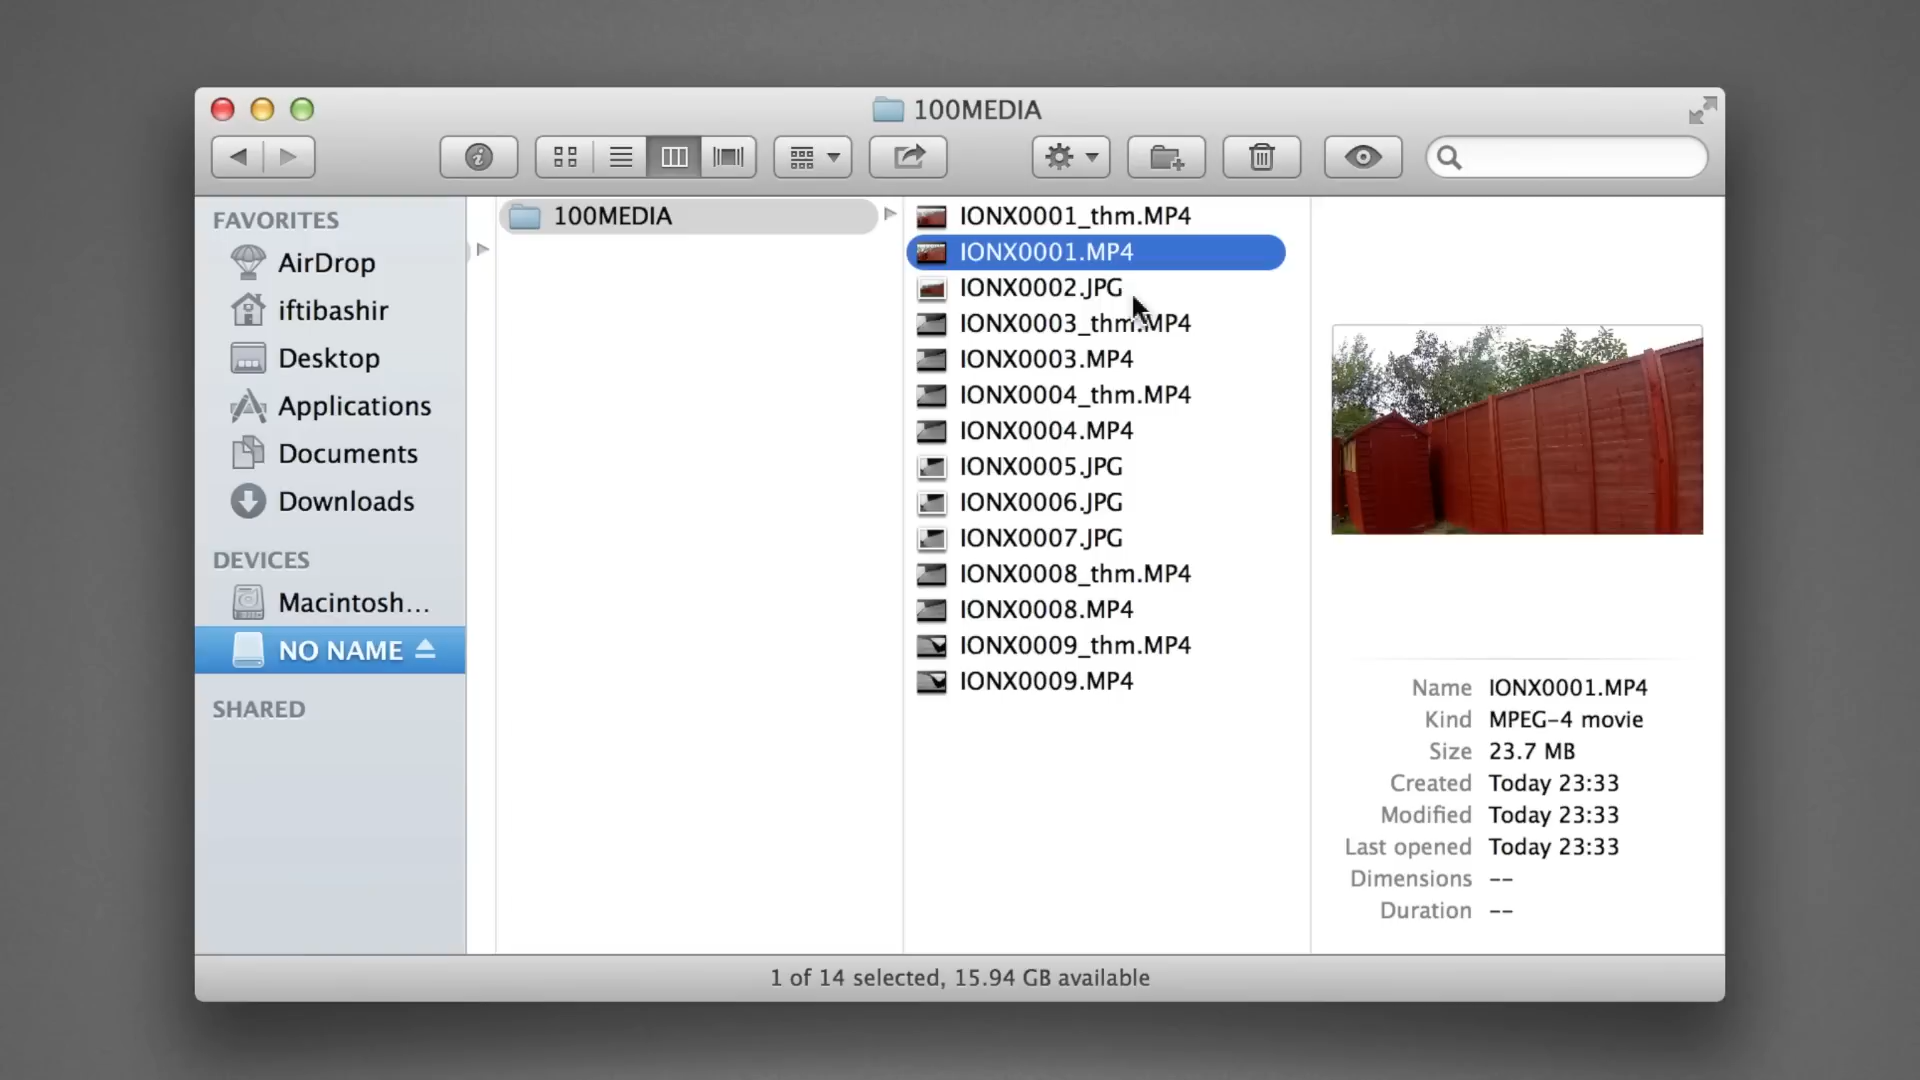 100MEDIA
FAVORITES
AirDrop
iftibashir
Desktop
Applications
Documents
Downloads
DEVICES
Macintosh...
NO NAME
SHARED
100MEDIA
IONX0001_thm.MP4
IONX0001.MP4
IONX0002.JPG
IONX0003_thm.MP4
IONX0003.MP4
IONX0004_thm.MP4
IONX0004.MP4
IONX0005.JPG
IONX0006.JPG
IONX0007.JPG
IONX0008_thm.MP4
IONX0008.MP4
IONX0009_thm.MP4
IONX0009.MP4
Name IONX0001.MP4
Kind MPEG-4 movie
Size 23.7 MB
Created Today 23:33
Modified Today 23:33
Last opened Today 23:33
Dimensions --
Duration --
1 of 14 selected, 15.94 GB available